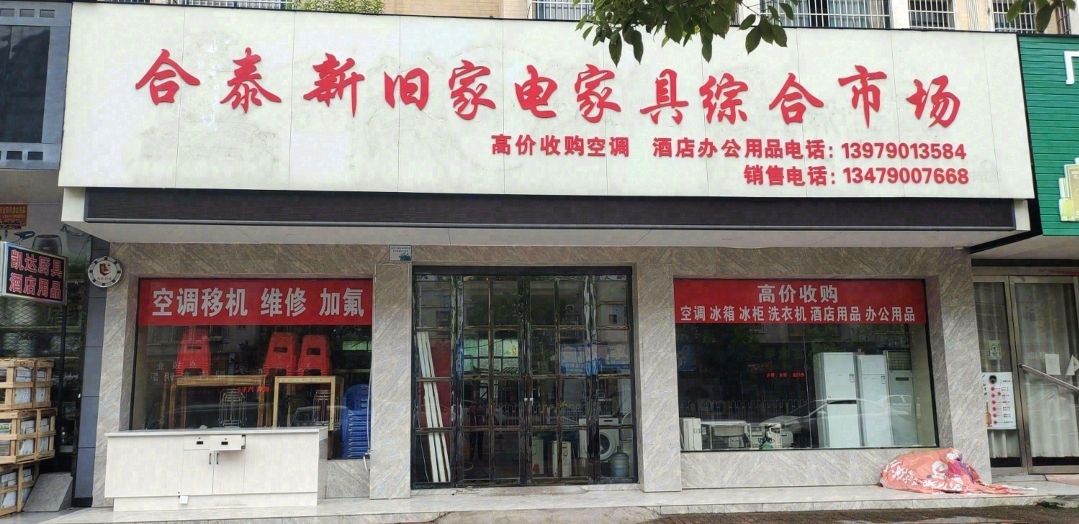 合泰新旧家电家具综合市场
高价收购空调 酒店办公用品电话：13979013584
销售电话：13479007668
凯达厨具
酒店用品
空调移机 维修 加氟
高价收购
空调 冰箱 冰柜 洗衣机 酒店用品 办公用品